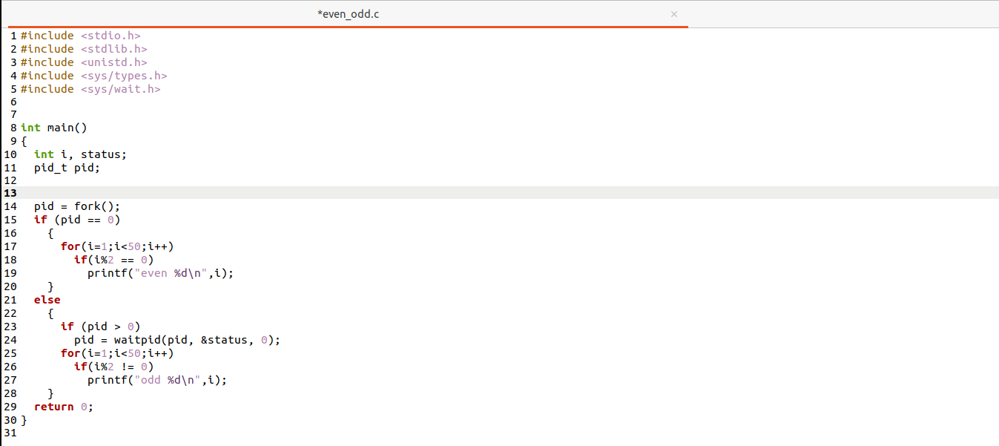 *even_odd.c ×
1 #include <stdio.h>
2 #include <stdlib.h>
3 #include <unistd.h>
4 #include <sys/types.h>
5 #include <sys/wait.h>
6
7
8 int main()
9 {
10   int i, status;
11   pid_t pid;
12
13
14   pid = fork();
15   if (pid == 0)
16     {
17       for(i=1;i<50;i++)
18         if(i%2 == 0)
19           printf("even %d\n",i);
20     }
21   else
22     {
23       if (pid > 0)
24         pid = waitpid(pid, &status, 0);
25       for(i=1;i<50;i++)
26         if(i%2 != 0)
27           printf("odd %d\n",i);
28     }
29   return 0;
30 }
31